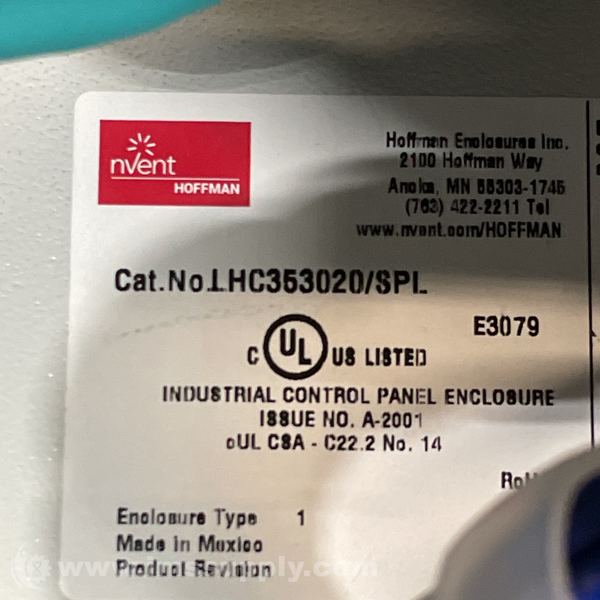 nVent
HOFFMAN
Hoffman Enclosures Inc.
2100 Hoffman Way
Anoka, MN 55303-1745
(763) 422-2211 Tel
www.nvent.com/HOFFMAN
Cat.No.LHC353020/SPL
E3079
C UL US LISTED
INDUSTRIAL CONTROL PANEL ENCLOSURE
ISSUE NO. A-2001
cUL CSA - C22.2 No. 14
Enclosure Type 1
Made in Mexico
Product Revision